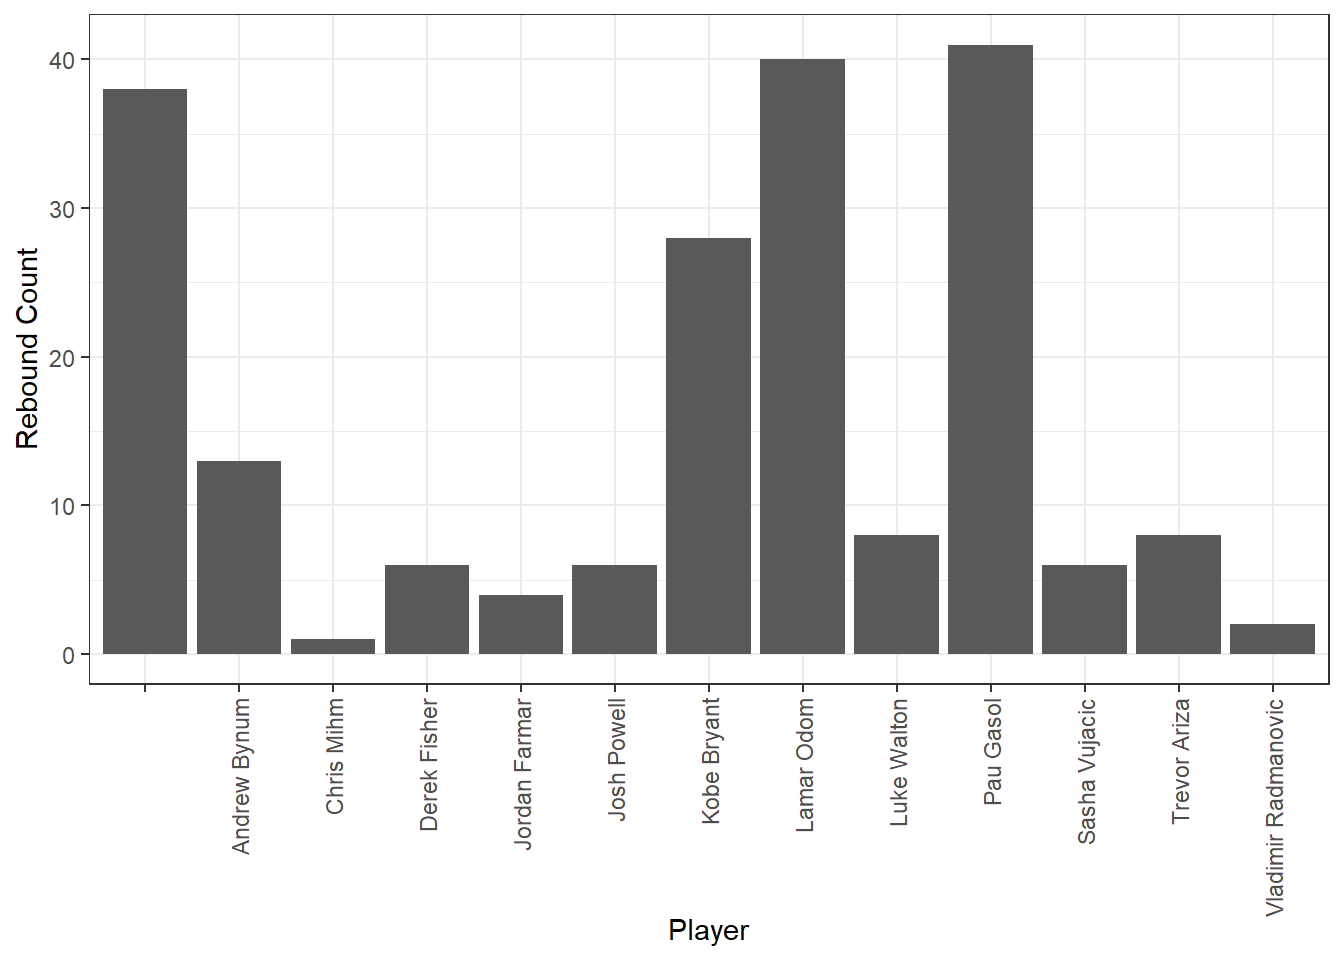 40
30
20
10
0
Rebound Count
Andrew Bynum
Chris Mihm
Derek Fisher
Jordan Farmar
Josh Powell
Kobe Bryant
Lamar Odom
Luke Walton
Pau Gasol
Sasha Vujacic
Trevor Ariza
Vladimir Radmanovic
Player